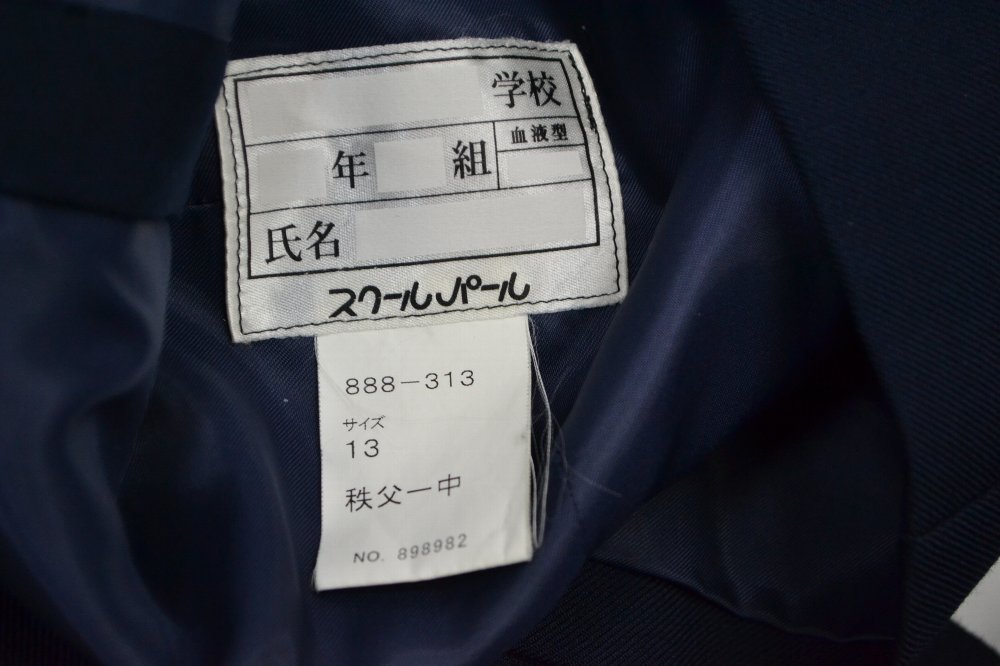 学校
年 組 血液型
氏名
スクールパール
888-313
サイズ
13
秩父一中
NO. 898982